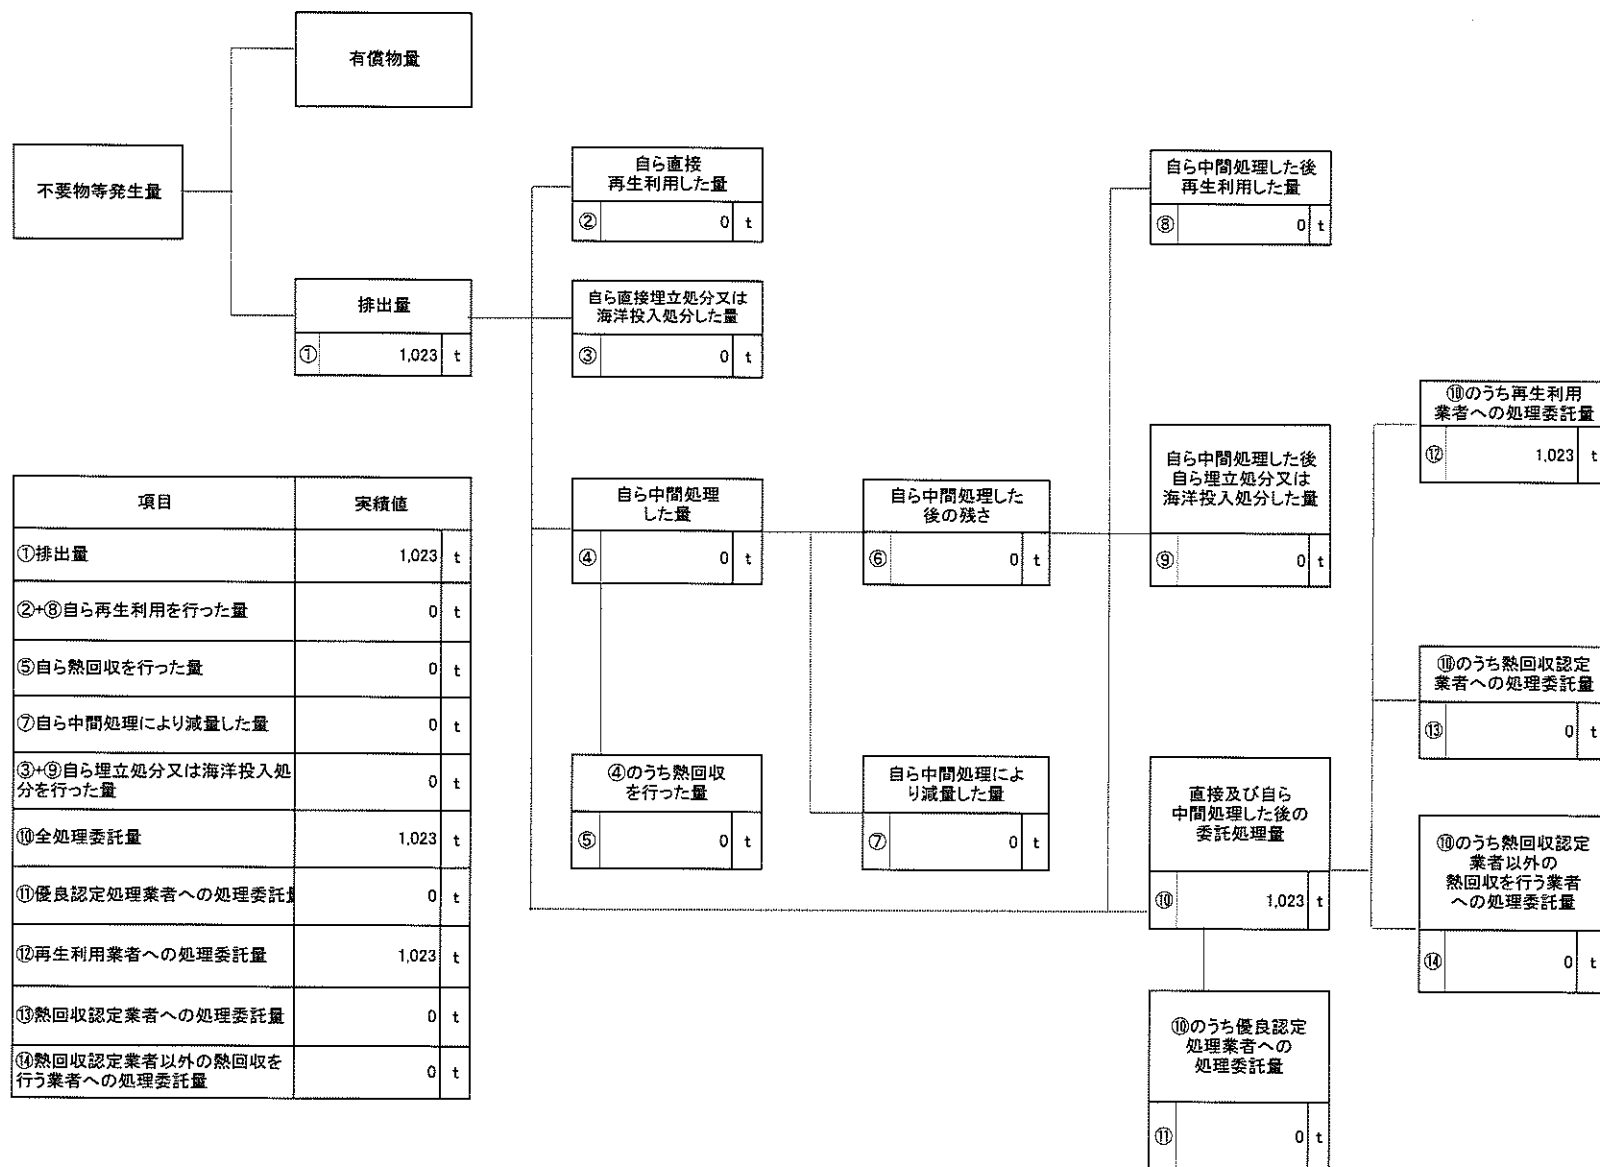 有償物量
不要物等発生量
排出量
① 1,023 t
自ら直接
再生利用した量
② 0 t
自ら直接埋立処分又は
海洋投入処分した量
③ 0 t
自ら中間処理
した量
④ 0 t
④のうち熱回収
を行った量
⑤ 0 t
自ら中間処理した
後の残さ
⑥ 0 t
自ら中間処理によ
り減量した量
⑦ 0 t
自ら中間処理した後
再生利用した量
⑧ 0 t
自ら中間処理した後
自ら埋立処分又は
海洋投入処分した量
⑨ 0 t
直接及び自ら
中間処理した後の
委託処理量
⑩ 1,023 t
⑩のうち優良認定
処理業者への
処理委託量
⑪ 0 t
⑩のうち再生利用
業者への処理委託量
⑫ 1,023 t
⑩のうち熱回収認定
業者への処理委託量
⑬ 0 t
⑩のうち熱回収認定
業者以外の
熱回収を行う業者
への処理委託量
⑭ 0 t
項目 実績値
①排出量 1,023 t
②+⑧自ら再生利用を行った量 0 t
⑤自ら熱回収を行った量 0 t
⑦自ら中間処理により減量した量 0 t
③+⑨自ら埋立処分又は海洋投入処
分を行った量 0 t
⑩全処理委託量 1,023 t
⑪優良認定処理業者への処理委託量 0 t
⑫再生利用業者への処理委託量 1,023 t
⑬熱回収認定業者への処理委託量 0 t
⑭熱回収認定業者以外の熱回収を
行う業者への処理委託量 0 t